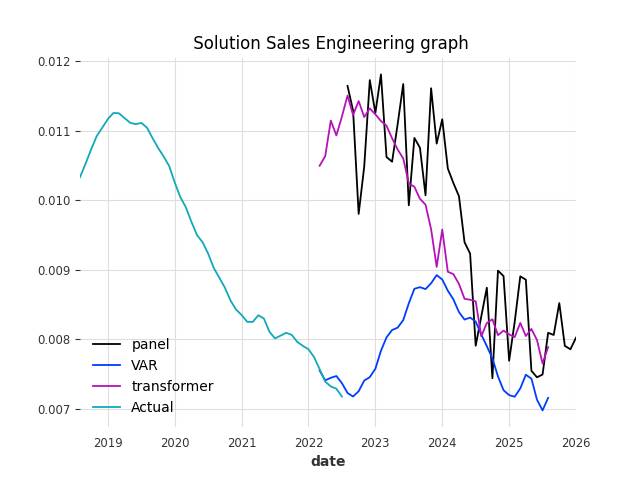 Solution Sales Engineering graph
0.012
0.011
0.010
0.009
0.008
0.007
panel
VAR
transformer
Actual
2019 2020 2021 2022 2023 2024 2025 2026
date